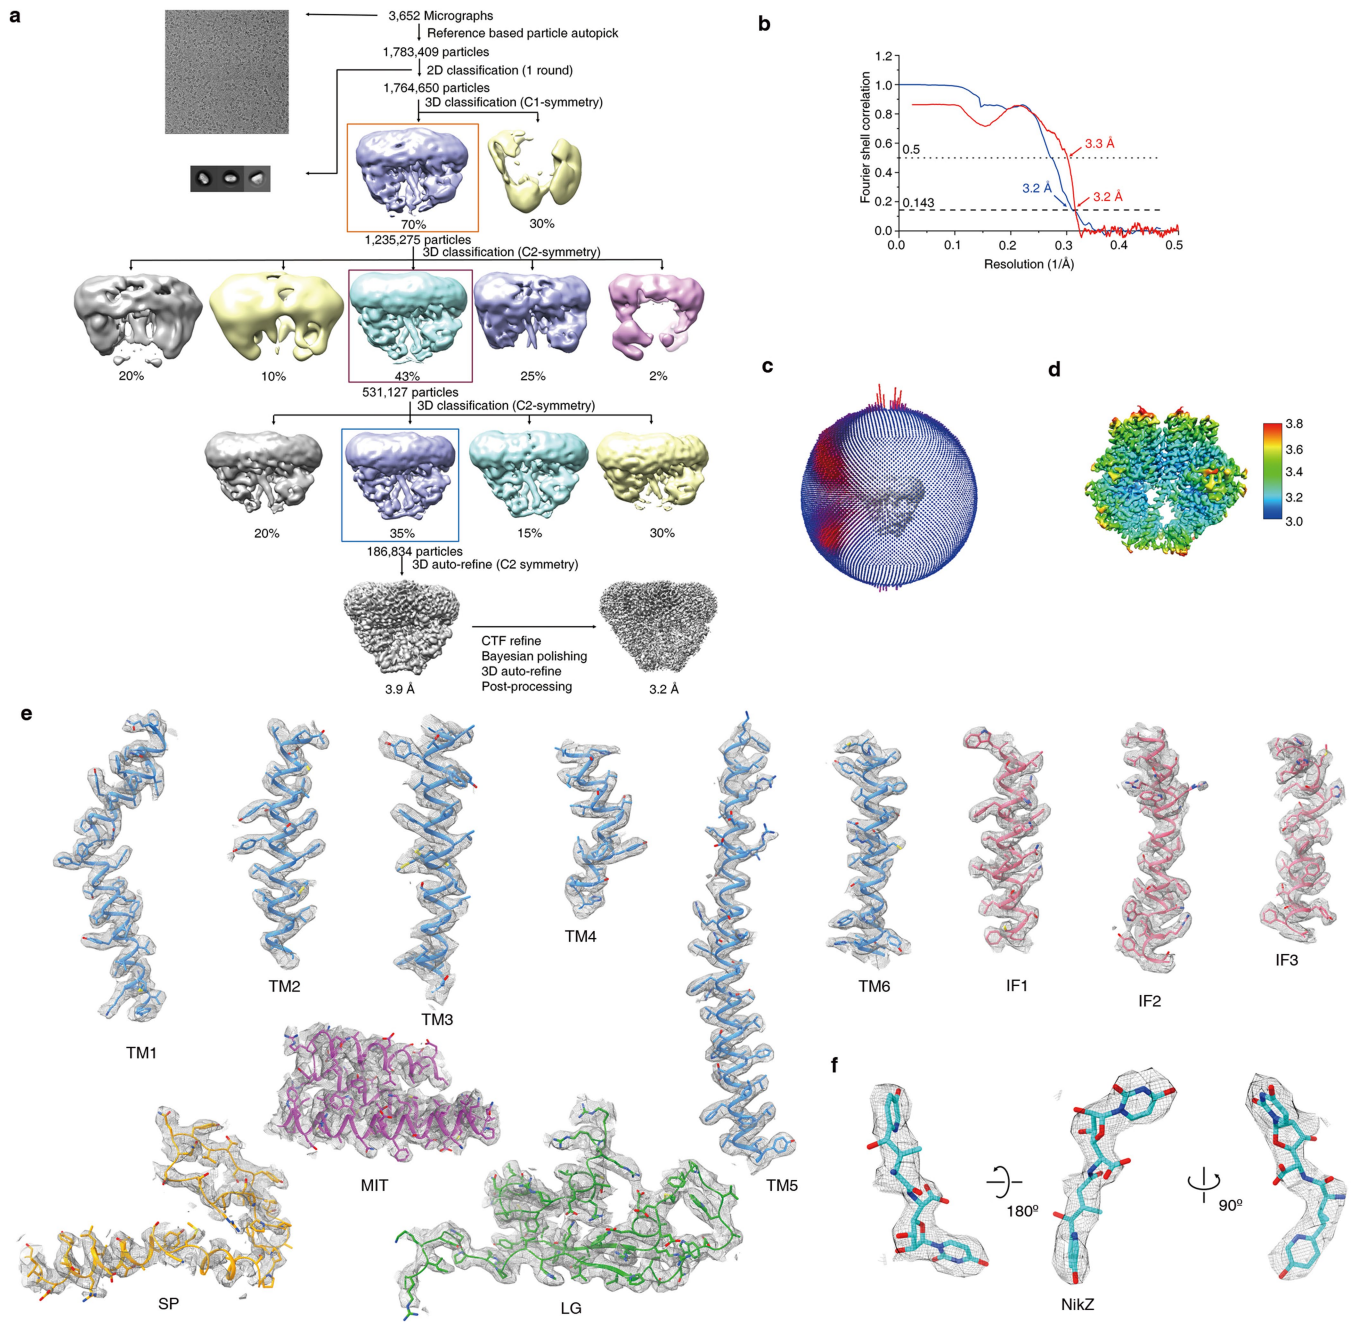 a
3,652 Micrographs
Reference based particle autopick
1,783,409 particles
2D classification (1 round)
1,764,650 particles
3D classification (C1-symmetry)
70%
30%
1,235,275 particles
3D classification (C2-symmetry)
20%
10%
43%
25%
2%
531,127 particles
3D classification (C2-symmetry)
20%
35%
15%
30%
186,834 particles
3D auto-refine (C2 symmetry)
CTF refine
Bayesian polishing
3D auto-refine
Post-processing
3.9 Å
3.2 Å
b
Fourier shell correlation
1.2
1.0
0.8
0.6
0.4
0.2
0.0
0.5
0.143
3.3 Å
3.2 Å
3.2 Å
0.0
0.1
0.2
0.3
0.4
0.5
Resolution (1/Å)
c
d
3.8
3.6
3.4
3.2
3.0
e
TM1
TM2
TM3
TM4
TM5
TM6
IF1
IF2
IF3
MIT
SP
LG
f
180º
90º
NikZ